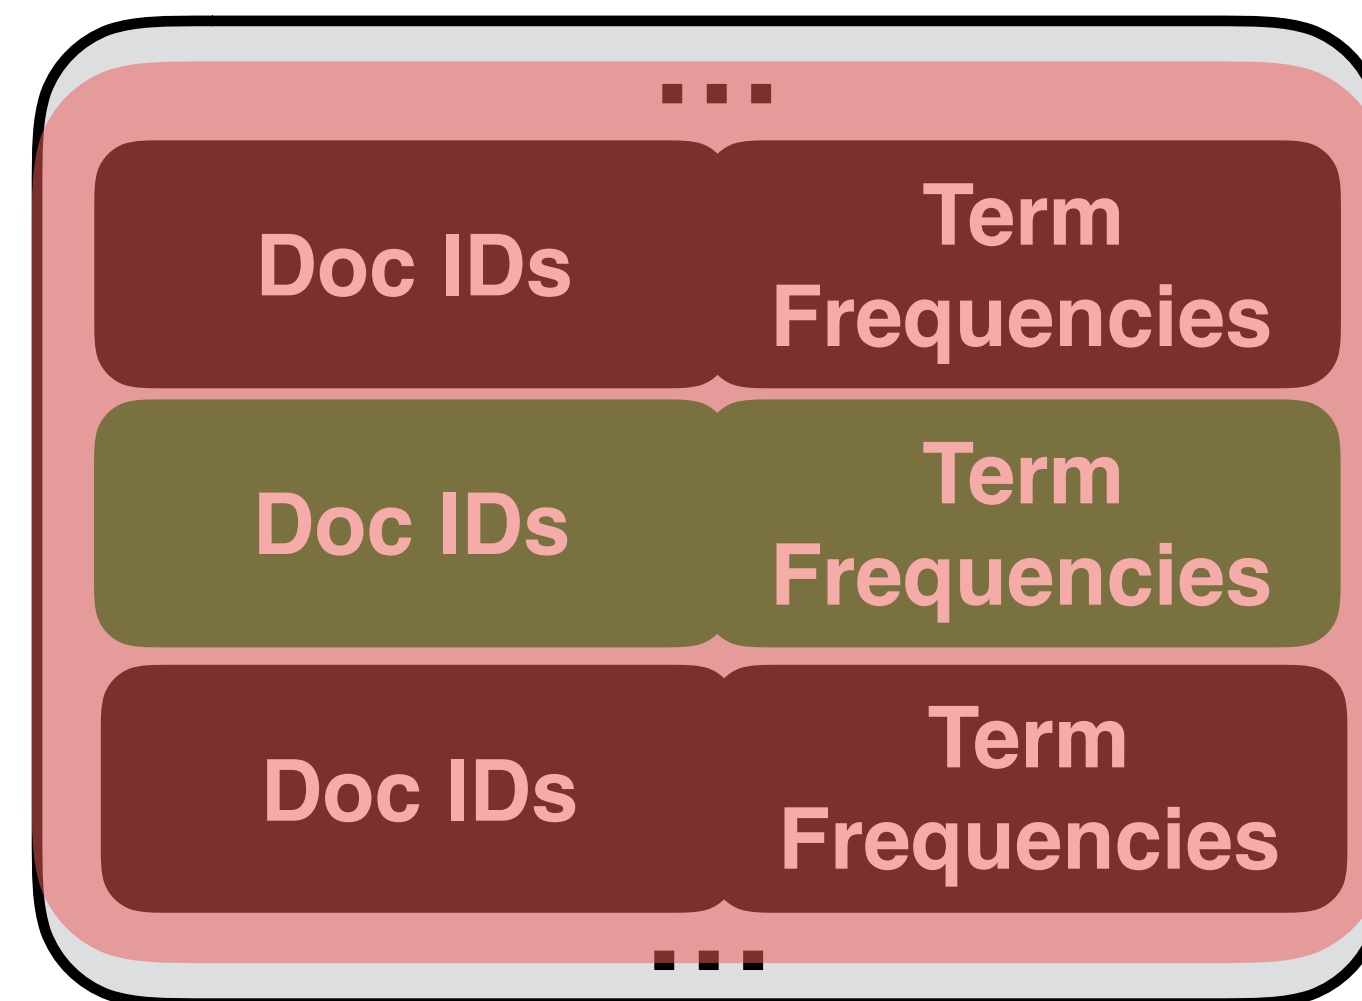 ...
Doc IDs
Term
Frequencies
Doc IDs
Term
Frequencies
Doc IDs
Term
Frequencies
...